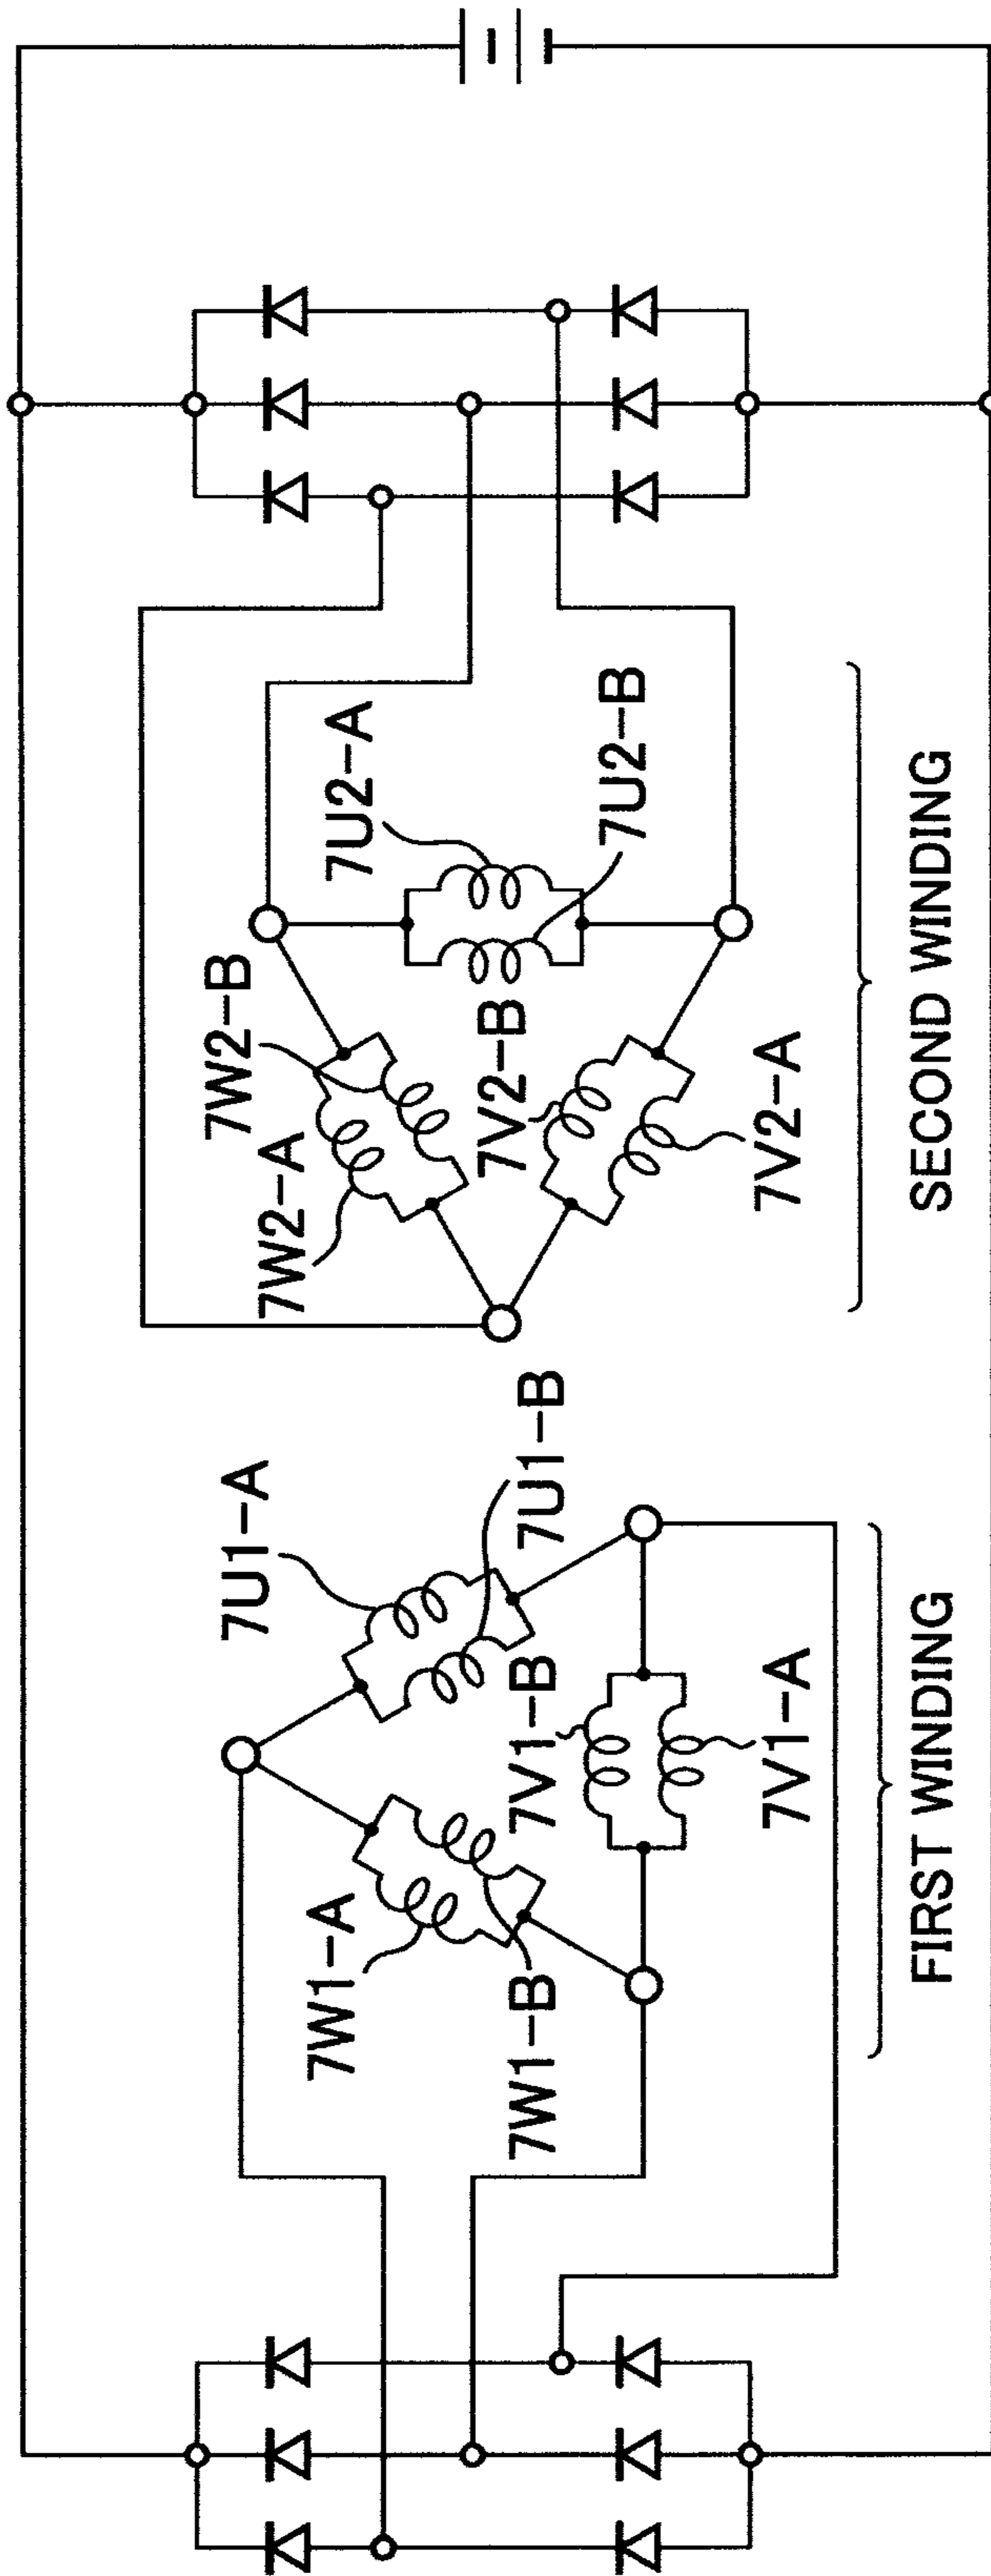 7U1-A
7U1-B
7W1-A
7V1-B
7W1-B
7V1-A
FIRST WINDING
7U2-A
7W2-B
7U2-B
7W2-A
7V2-B
7V2-A
SECOND WINDING